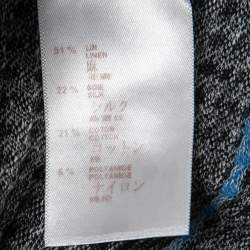 51% LIN
LINEN
麻
22% SOIE
SILK
シルク
21% COTON
COTTON
コットン
6% POLYAMIDE
POLYAMIDE
ナイロン